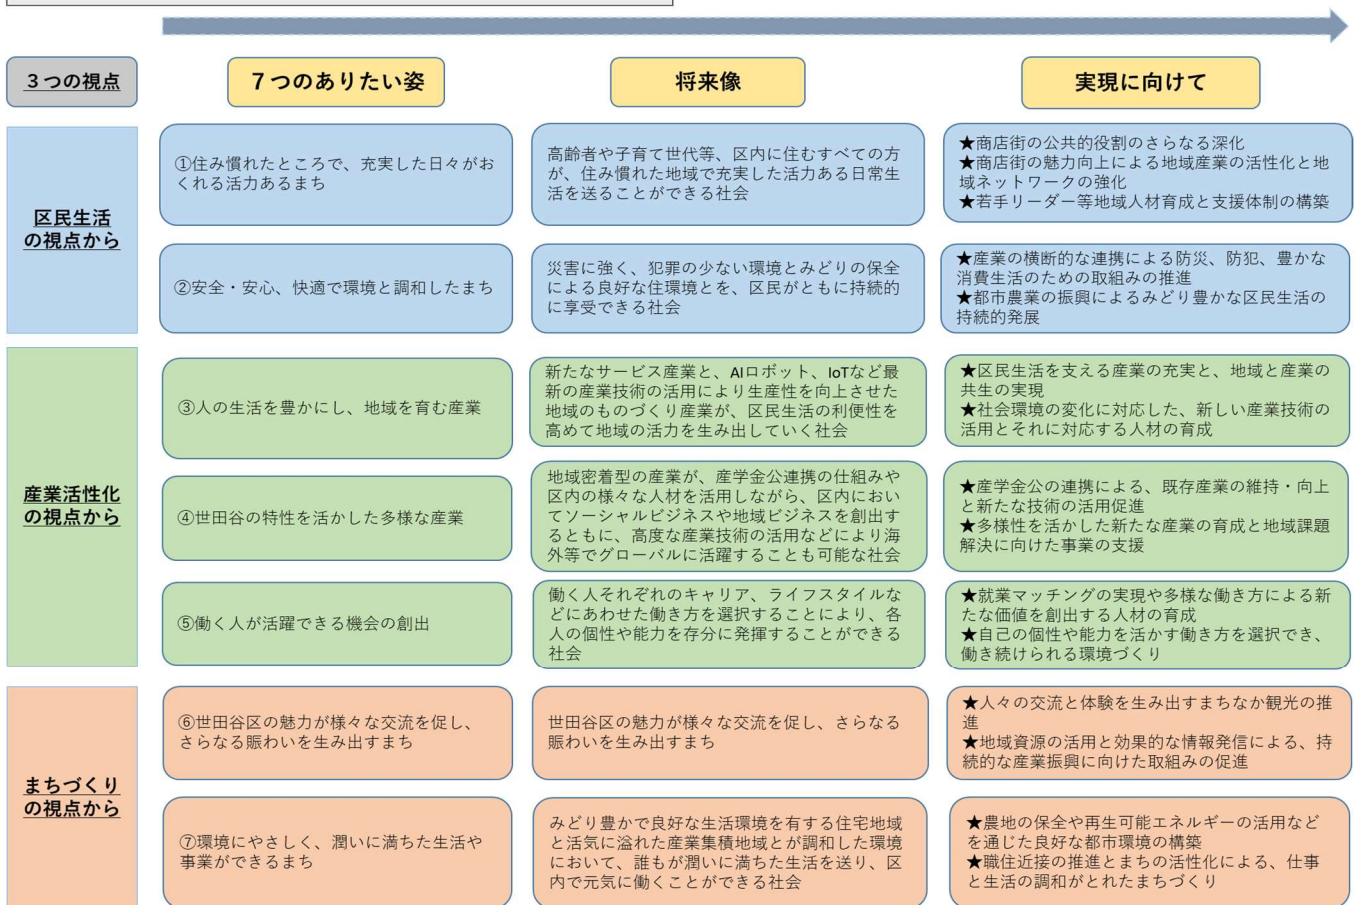 ３つの視点
７つのありたい姿
将来像
実現に向けて
区民生活
の視点から
①住み慣れたところで、充実した日々がお
くれる活力あるまち
高齢者や子育て世代等、区内に住むすべての方
が、住み慣れた地域で充実した活力ある日常生
活を送ることができる社会
★商店街の公共的役割のさらなる深化
★商店街の魅力向上による地域産業の活性化と地
域ネットワークの強化
★若手リーダー等地域人材育成と支援体制の構築
②安全・安心、快適で環境と調和したまち
災害に強く、犯罪の少ない環境とみどりの保全
による良好な住環境とを、区民がともに持続的
に享受できる社会
★産業の横断的な連携による防災、防犯、豊かな
消費生活のための取組みの推進
★都市農業の振興によるみどり豊かな区民生活の
持続的発展
産業活性化
の視点から
③人の生活を豊かにし、地域を育む産業
新たなサービス産業と、AIロボット、IoTなど最
新の産業技術の活用により生産性を向上させた
地域のものづくり産業が、区民生活の利便性を
高めて地域の活力を生み出していく社会
★区民生活を支える産業の充実と、地域と産業の
共生の実現
★社会環境の変化に対応した、新しい産業技術の
活用とそれに対応する人材の育成
④世田谷の特性を活かした多様な産業
地域密着型の産業が、産学金公連携の仕組みや
区内の様々な人材を活用しながら、区内におい
てソーシャルビジネスや地域ビジネスを創出す
るともに、高度な産業技術の活用などにより海
外等でグローバルに活躍することも可能な社会
★産学金公の連携による、既存産業の維持・向上
と新たな技術の活用促進
★多様性を活かした新たな産業の育成と地域課題
解決に向けた事業の支援
⑤働く人が活躍できる機会の創出
働く人それぞれのキャリア、ライフスタイルな
どにあわせた働き方を選択することにより、各
人の個性や能力を存分に発揮することができる
社会
★就業マッチングの実現や多様な働き方による新
たな価値を創出する人材の育成
★自己の個性や能力を活かす働き方を選択でき、
働き続けられる環境づくり
まちづくり
の視点から
⑥世田谷区の魅力が様々な交流を促し、
さらなる賑わいを生み出すまち
世田谷区の魅力が様々な交流を促し、さらなる
賑わいを生み出すまち
★人々の交流と体験を生み出すまちなか観光の推
進
★地域資源の活用と効果的な情報発信による、持
続的な産業振興に向けた取組みの促進
⑦環境にやさしく、潤いに満ちた生活や
事業ができるまち
みどり豊かで良好な生活環境を有する住宅地域
と活気に溢れた産業集積地域とが調和した環境
において、誰もが潤いに満ちた生活を送り、区
内で元気に働くことができる社会
★農地の保全や再生可能エネルギーの活用など
を通じた良好な都市環境の構築
★職住近接の推進とまちの活性化による、仕事
と生活の調和がとれたまちづくり